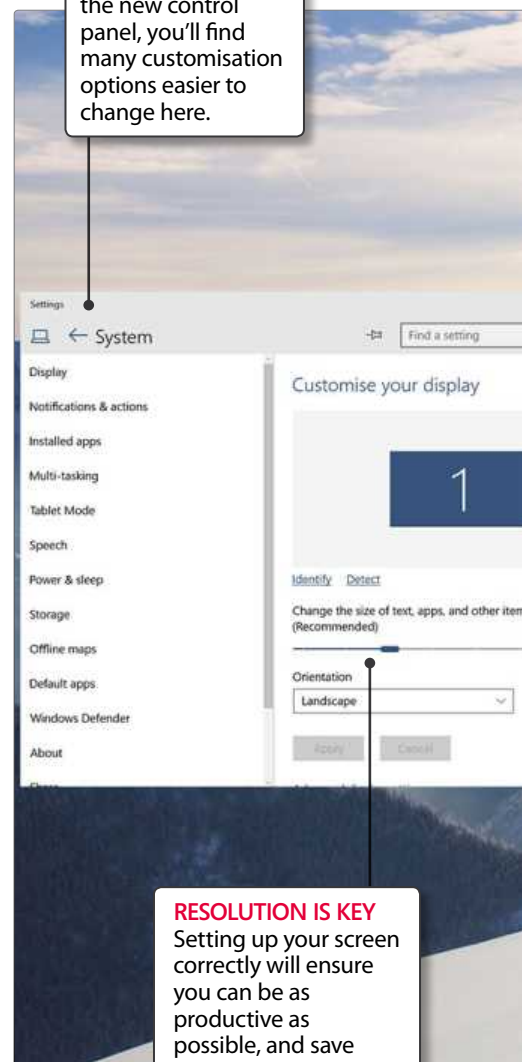 the new control
panel, you'll find
many customisation
options easier to
change here.
Settings
← System
Find a setting
Display
Notifications & actions
Installed apps
Multi-tasking
Tablet Mode
Speech
Power & sleep
Storage
Offline maps
Default apps
Windows Defender
About
Customise your display
1
Identify Detect
Change the size of text, apps, and other item
(Recommended)
Orientation
Landscape
Apply Cancel
RESOLUTION IS KEY
Setting up your screen
correctly will ensure
you can be as
productive as
possible, and save